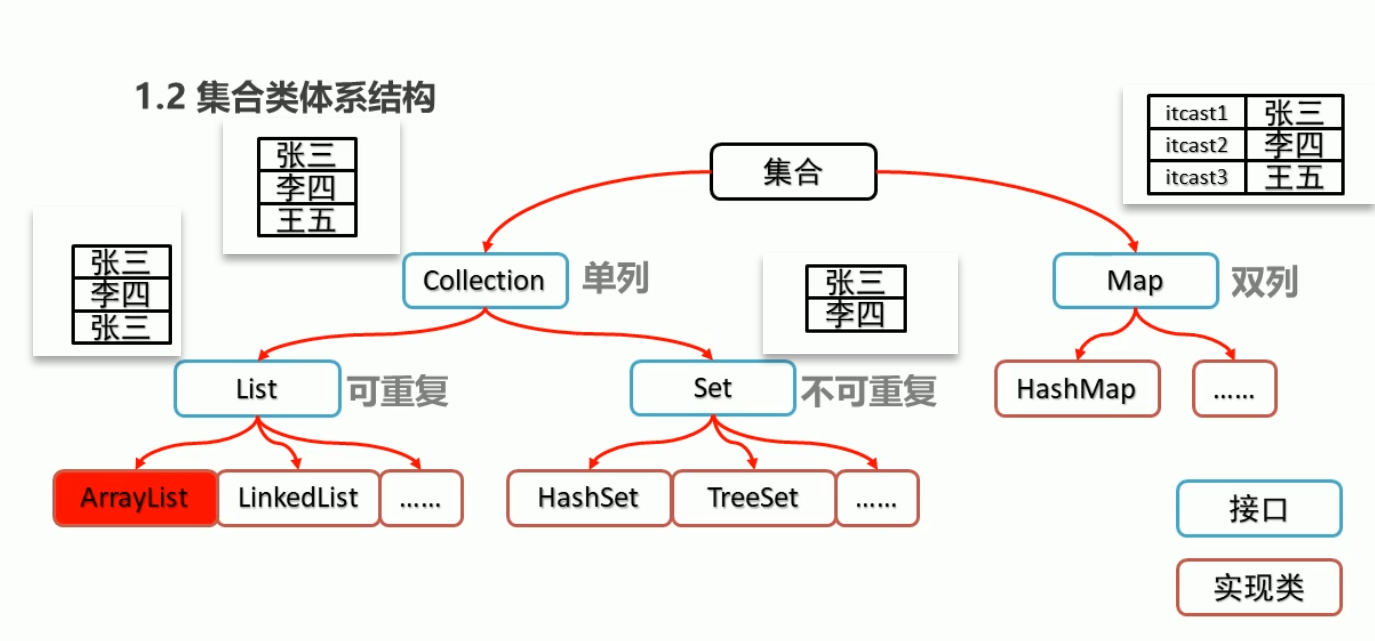 1.2 集合类体系结构
张三
李四
王五
集合
itcast1 张三
itcast2 李四
itcast3 王五
张三
李四
张三
Collection 单列
张三
李四
Map 双列
List 可重复
Set 不可重复
HashMap
......
ArrayList
LinkedList
......
HashSet
TreeSet
......
接口
实现类